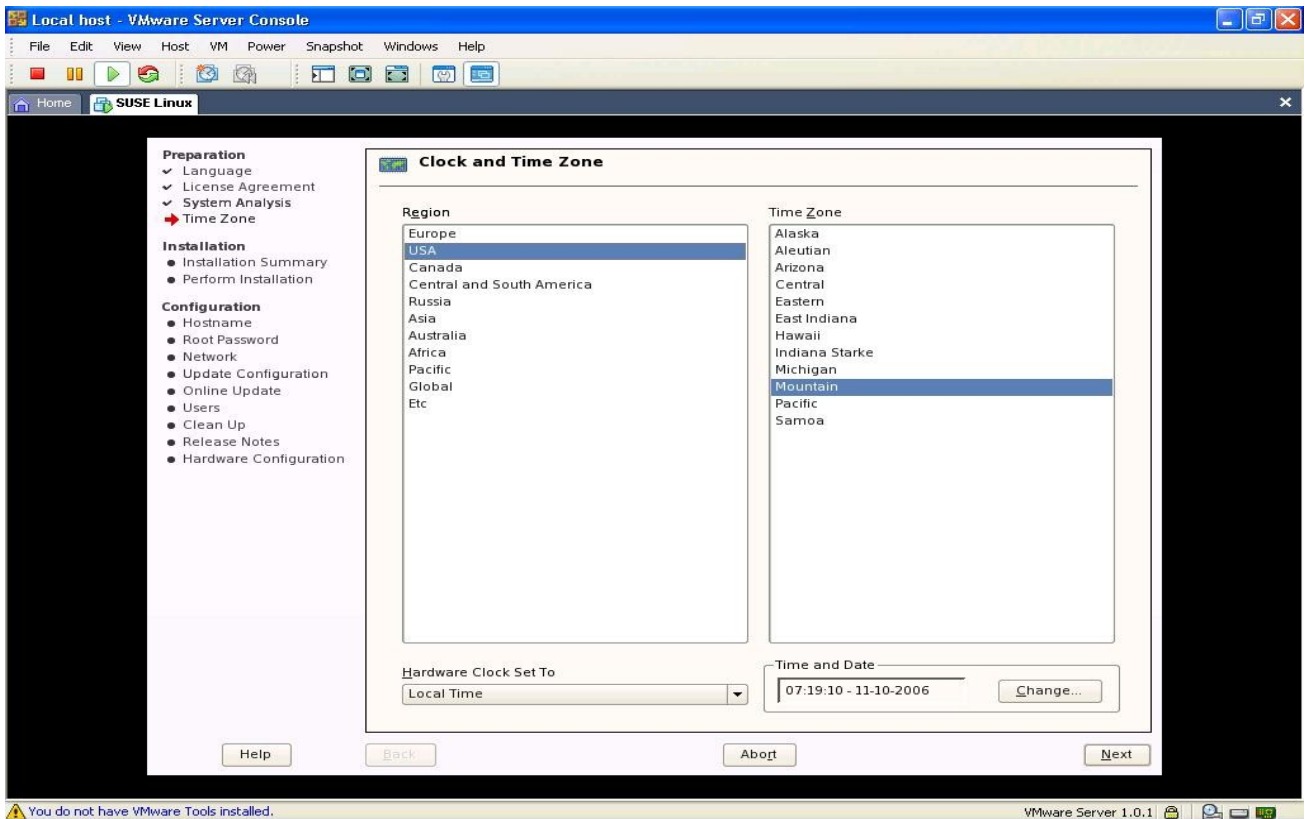 Local host - VMware Server Console
File Edit View Host VM Power Snapshot Windows Help
Home SUSE Linux
Preparation
Language
License Agreement
System Analysis
Time Zone
Installation
Installation Summary
Perform Installation
Configuration
Hostname
Root Password
Network
Update Configuration
Online Update
Users
Clean Up
Release Notes
Hardware Configuration
Clock and Time Zone
Region
Europe
USA
Canada
Central and South America
Russia
Asia
Australia
Africa
Pacific
Global
Etc
Time Zone
Alaska
Aleutian
Arizona
Central
Eastern
East Indiana
Hawaii
Indiana Starke
Michigan
Mountain
Pacific
Samoa
Hardware Clock Set To
Local Time
Time and Date
07:19:10 - 11-10-2006
Change...
Help Back Abort Next
You do not have VMware Tools installed.
VMware Server 1.0.1